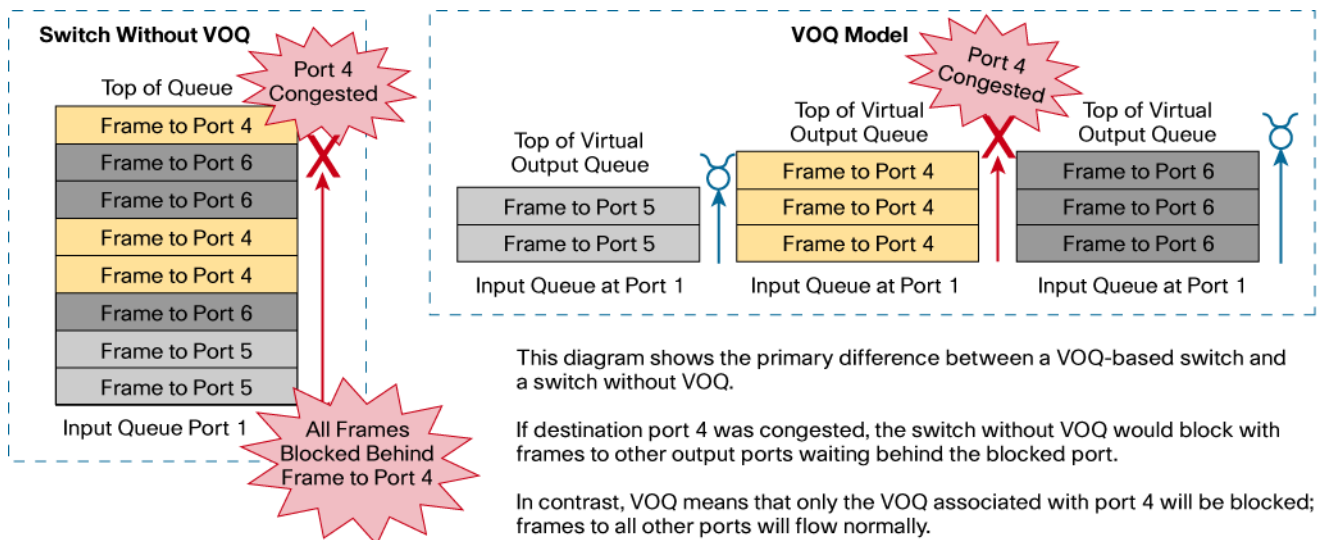 Switch Without VOQ
Port 4
Congested
Top of Queue
Frame to Port 4
Frame to Port 6
Frame to Port 6
Frame to Port 4
Frame to Port 4
Frame to Port 6
Frame to Port 5
Frame to Port 5
Input Queue Port 1
All Frames
Blocked Behind
Frame to Port 4
VOQ Model
Port 4
Congested
Top of Virtual
Output Queue
Frame to Port 5
Frame to Port 5
Input Queue at Port 1
Top of Virtual
Output Queue
Frame to Port 4
Frame to Port 4
Frame to Port 4
Input Queue at Port 1
Top of Virtual
Output Queue
Frame to Port 6
Frame to Port 6
Frame to Port 6
Input Queue at Port 1
This diagram shows the primary difference between a VOQ-based switch and
a switch without VOQ.
If destination port 4 was congested, the switch without VOQ would block with
frames to other output ports waiting behind the blocked port.
In contrast, VOQ means that only the VOQ associated with port 4 will be blocked;
frames to all other ports will flow normally.